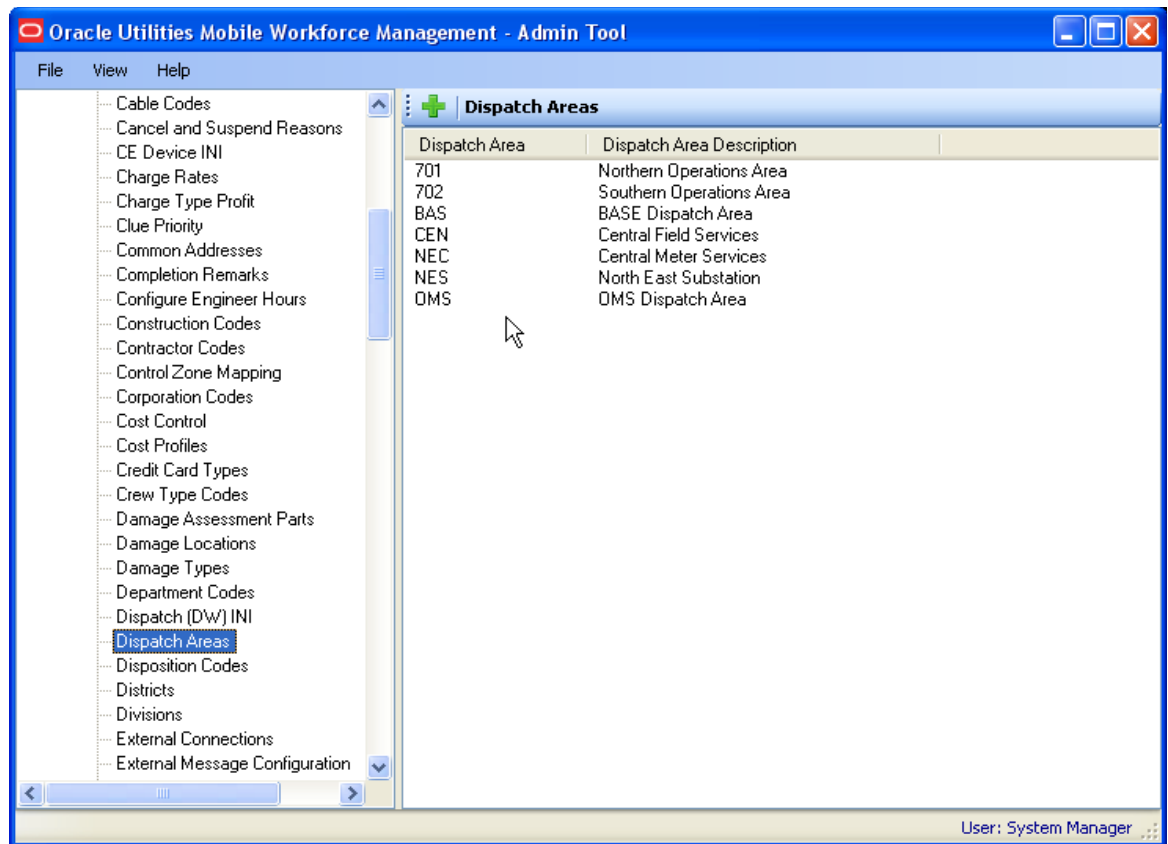 Oracle Utilities Mobile Workforce Management - Admin Tool
File View Help
Cable Codes
Cancel and Suspend Reasons
CE Device INI
Charge Rates
Charge Type Profit
Clue Priority
Common Addresses
Completion Remarks
Configure Engineer Hours
Construction Codes
Contractor Codes
Control Zone Mapping
Corporation Codes
Cost Control
Cost Profiles
Credit Card Types
Crew Type Codes
Damage Assessment Parts
Damage Locations
Damage Types
Department Codes
Dispatch (DW) INI
Dispatch Areas
Disposition Codes
Districts
Divisions
External Connections
External Message Configuration
Dispatch Areas
Dispatch Area Dispatch Area Description
701 Northern Operations Area
702 Southern Operations Area
BAS BASE Dispatch Area
CEN Central Field Services
NEC Central Meter Services
NES North East Substation
OMS OMS Dispatch Area
User: System Manager